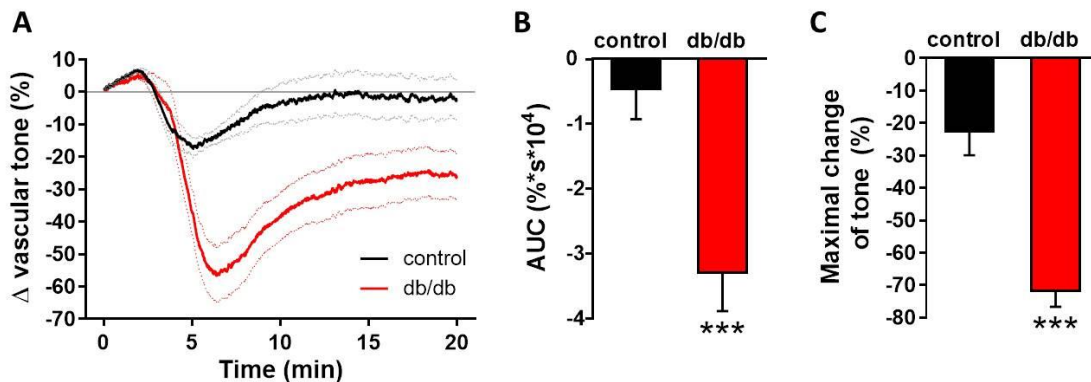 A
Δ vascular tone (%)
10
0
-10
-20
-30
-40
-50
-60
-70
0
5
10
15
20
Time (min)
control
db/db
B
control
db/db
AUC (%*s*10⁴)
0
-1
-2
-3
-4
***
C
control
db/db
Maximal change
of tone (%)
0
-10
-20
-30
-40
-50
-60
-70
-80
***